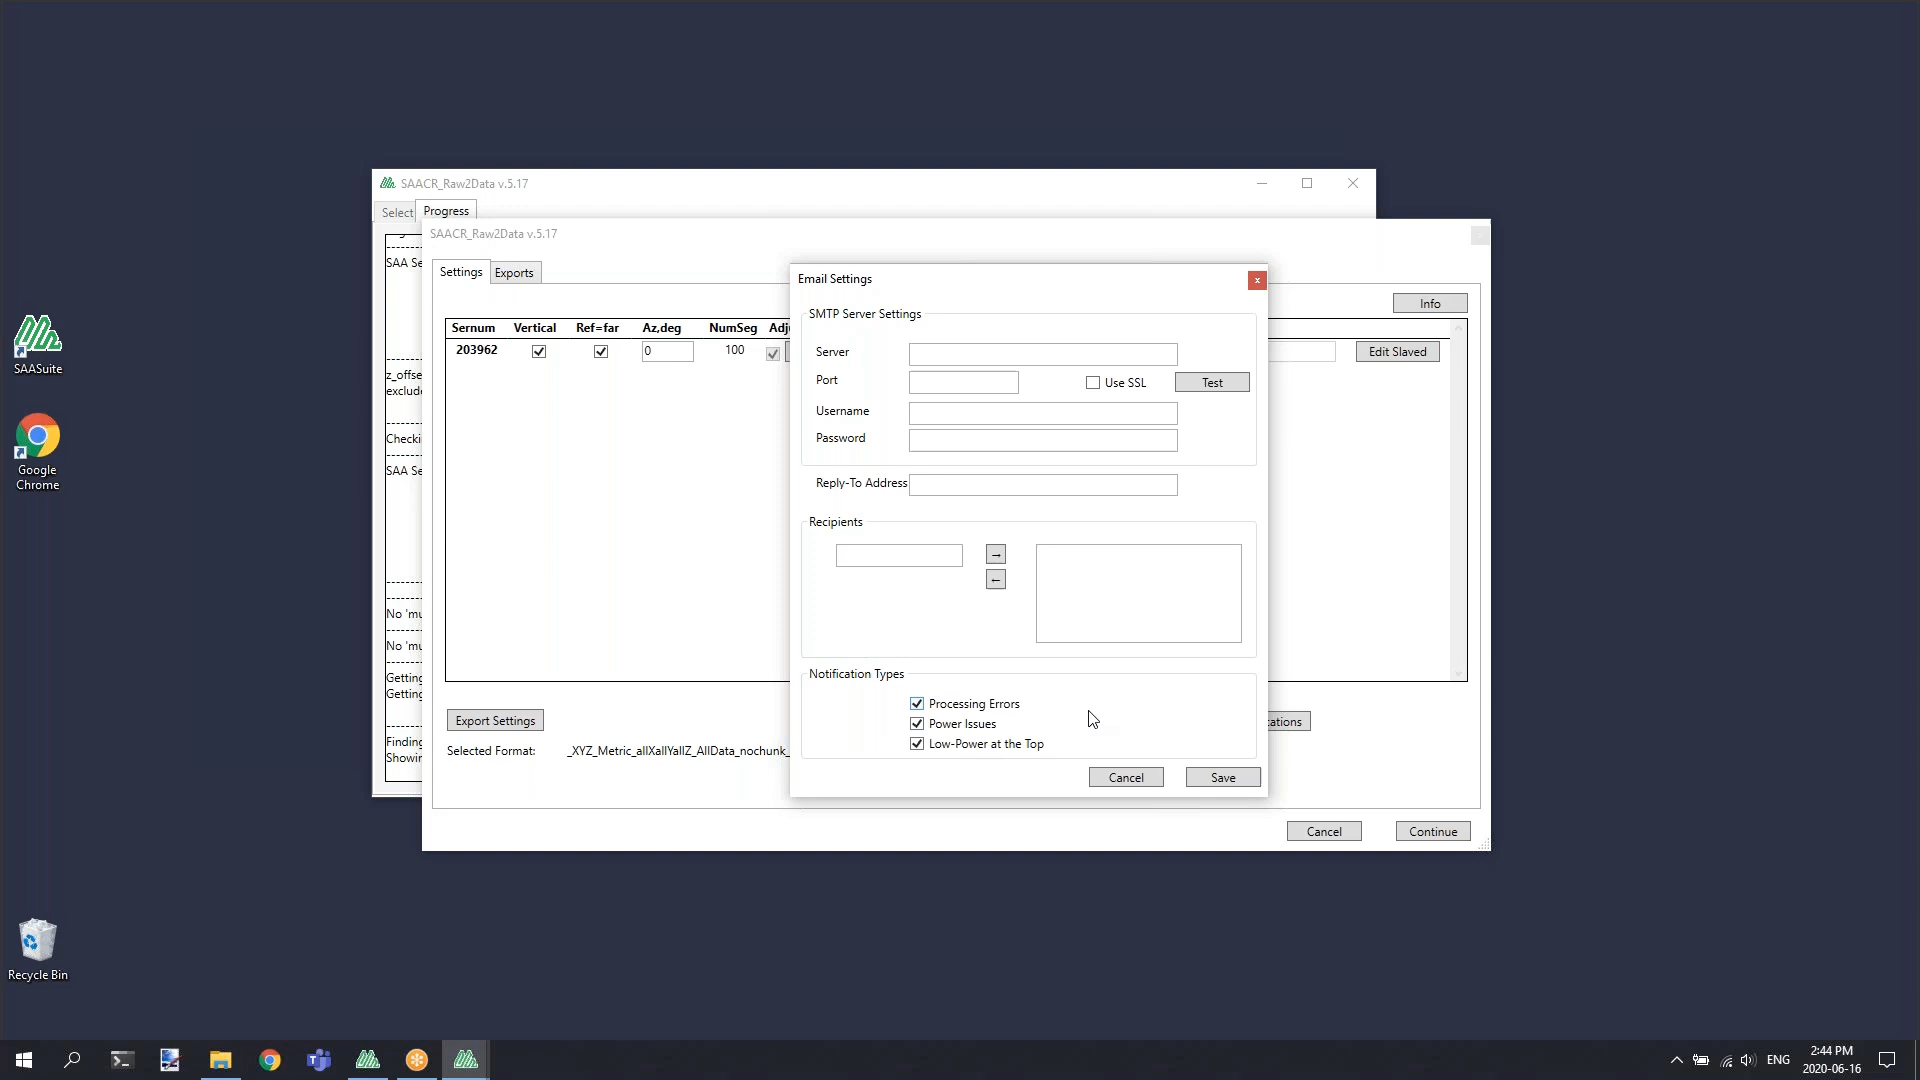 SAACR_Raw2Data v.5.17
Select
Progress
SAACR_Raw2Data v.5.17
SAA Se
Settings
Exports
Email Settings
x
SMTP Server Settings
Info
Sernum
Vertical
Ref=far
Az,deg
NumSeg
Adj
203962
0
100
Server
Edit Slaved
z_offse
exclude
Port
Use SSL
Test
Username
Password
Checki
SAA Se
Reply-To Address
Recipients
→
←
No 'mu
No 'mu
Getting
Getting
Notification Types
Processing Errors
Power Issues
Low-Power at the Top
Export Settings
ations
Finding
Showin
Selected Format:
_XYZ_Metric_allXallYallZ_AllData_nochunk_
Cancel
Save
Cancel
Continue
SAASuite
Google
Chrome
Recycle Bin
ENG
2:44 PM
2020-06-16